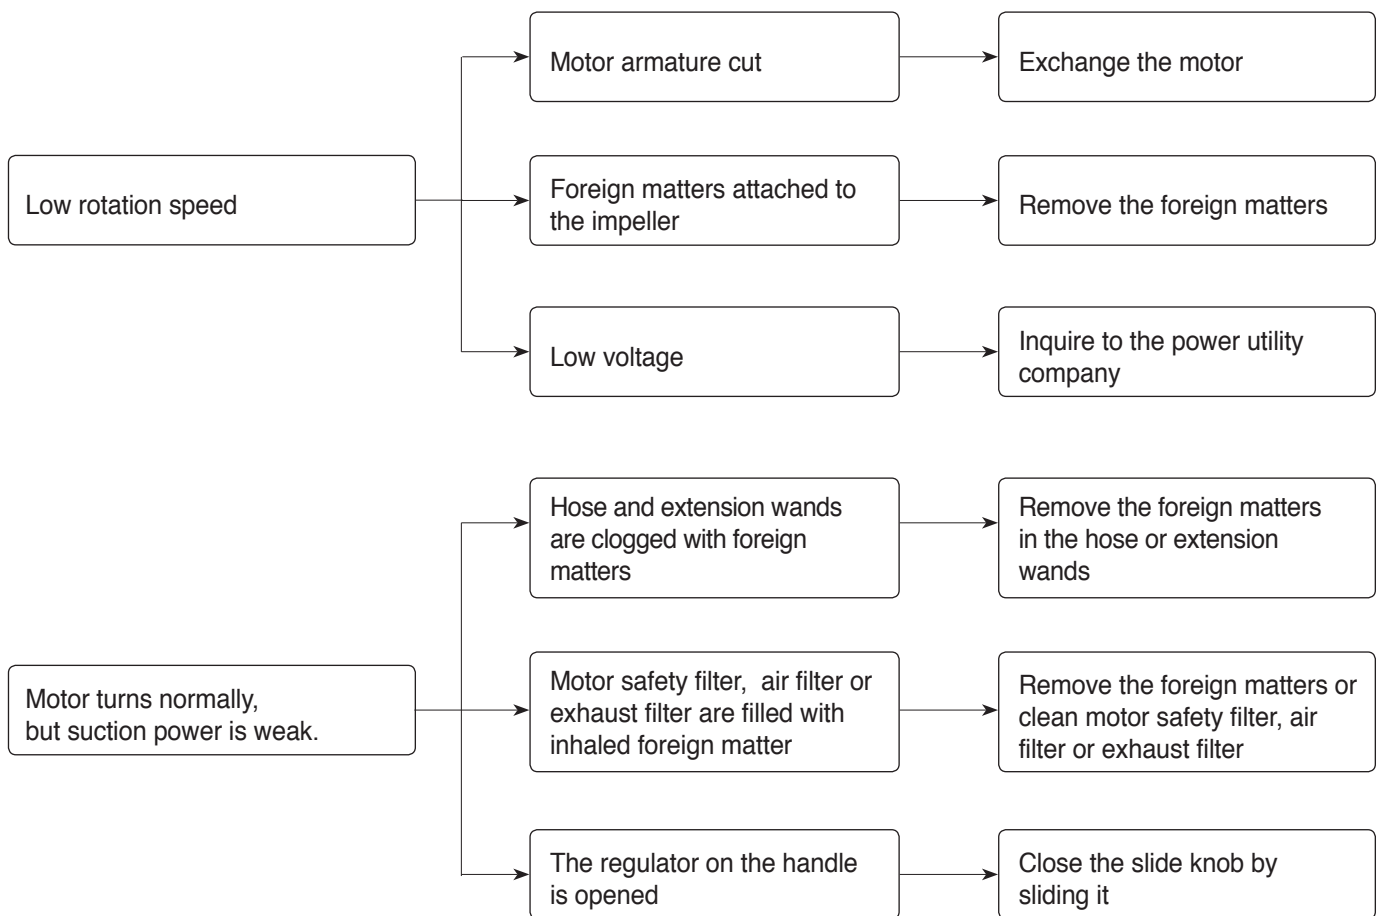 Motor armature cut
Exchange the motor
Low rotation speed
Foreign matters attached to
the impeller
Remove the foreign matters
Low voltage
Inquire to the power utility
company
Hose and extension wands
are clogged with foreign
matters
Remove the foreign matters
in the hose or extension
wands
Motor turns normally,
but suction power is weak.
Motor safety filter,  air filter or
exhaust filter are filled with
inhaled foreign matter
Remove the foreign matters or
clean motor safety filter, air
filter or exhaust filter
The regulator on the handle
is opened
Close the slide knob by
sliding it